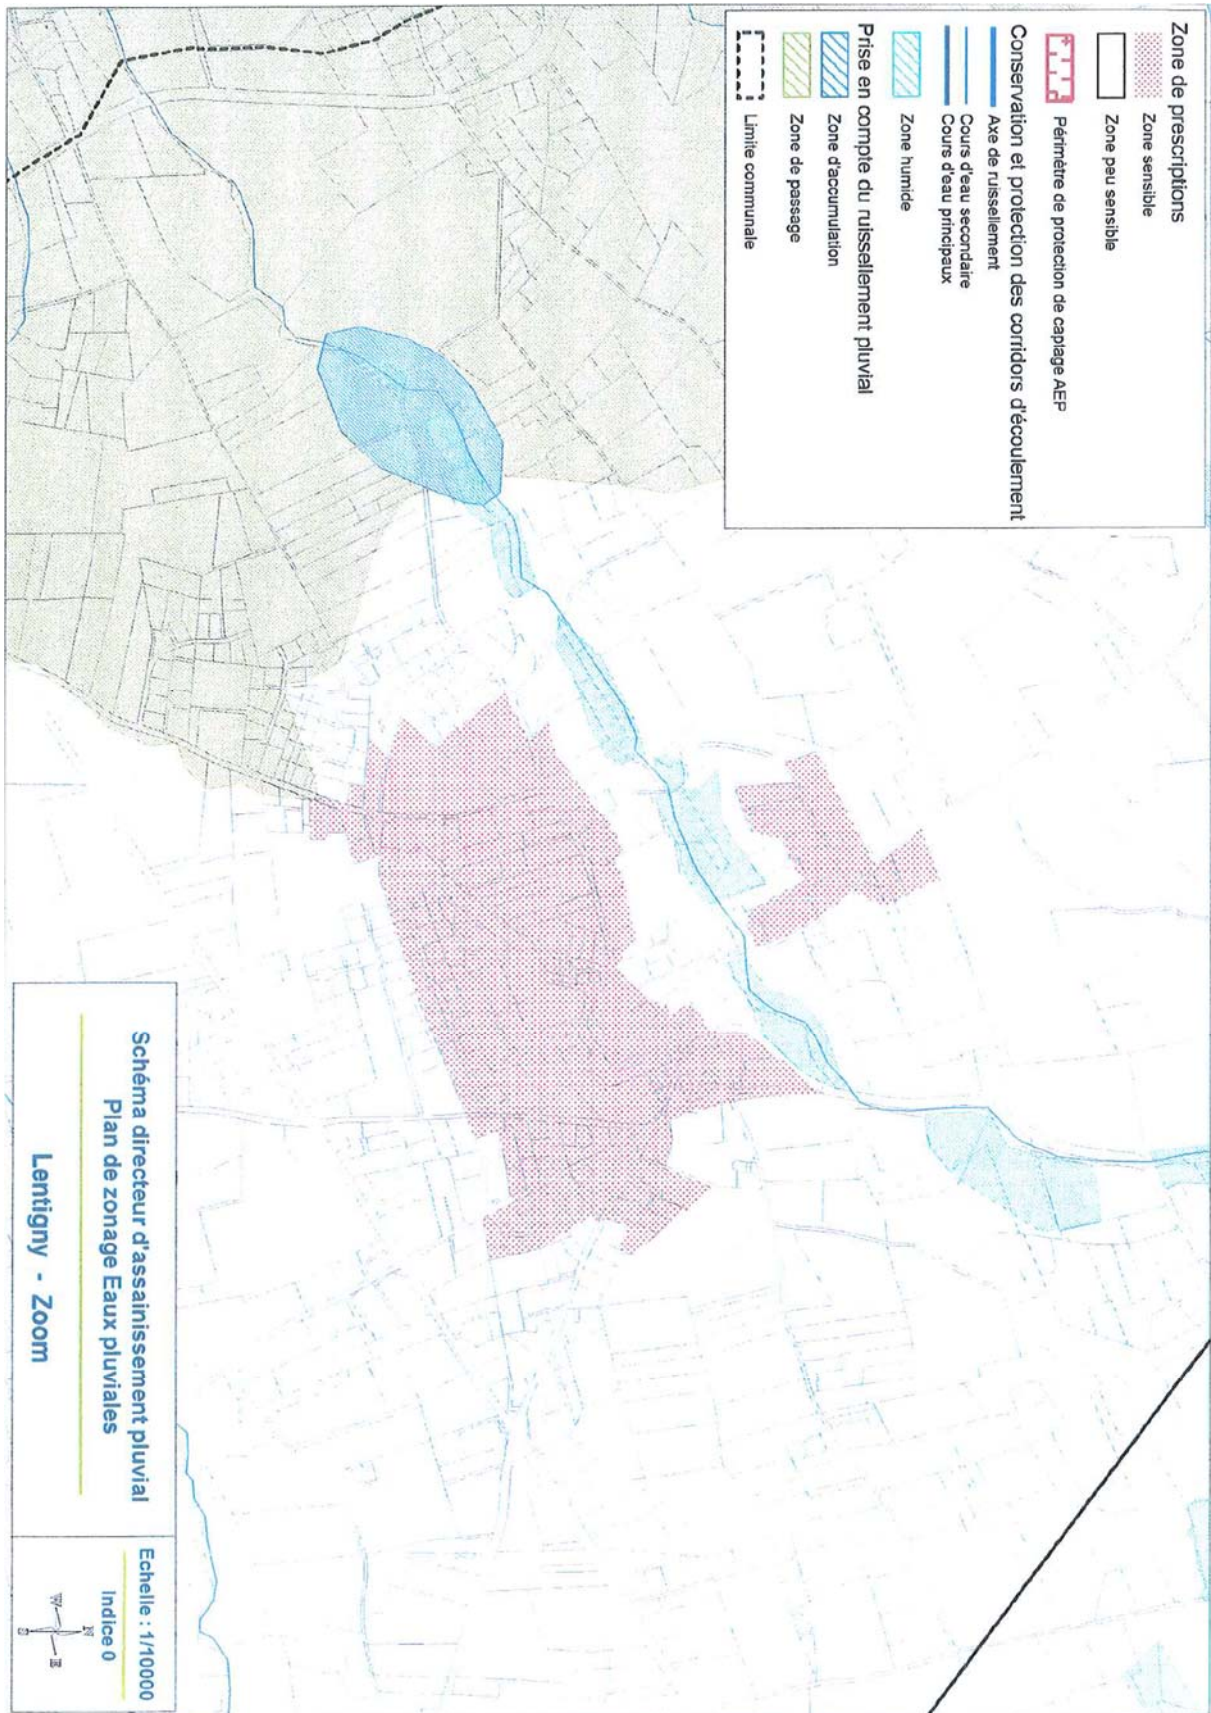 Zone de prescriptions
Zone sensible
Zone peu sensible
Périmètre de protection de captage AEP
Conservation et protection des corridors d'écoulement
Axe de ruissellement
Cours d'eau secondaire
Cours d'eau principaux
Zone humide
Prise en compte du ruissellement pluvial
Zone d'accumulation
Zone de passage
Limite communale
Schéma directeur d'assainissement pluvial
Plan de zonage Eaux pluviales
Lentigny - Zoom
Echelle : 1/10000
Indice 0
N
W
E
S